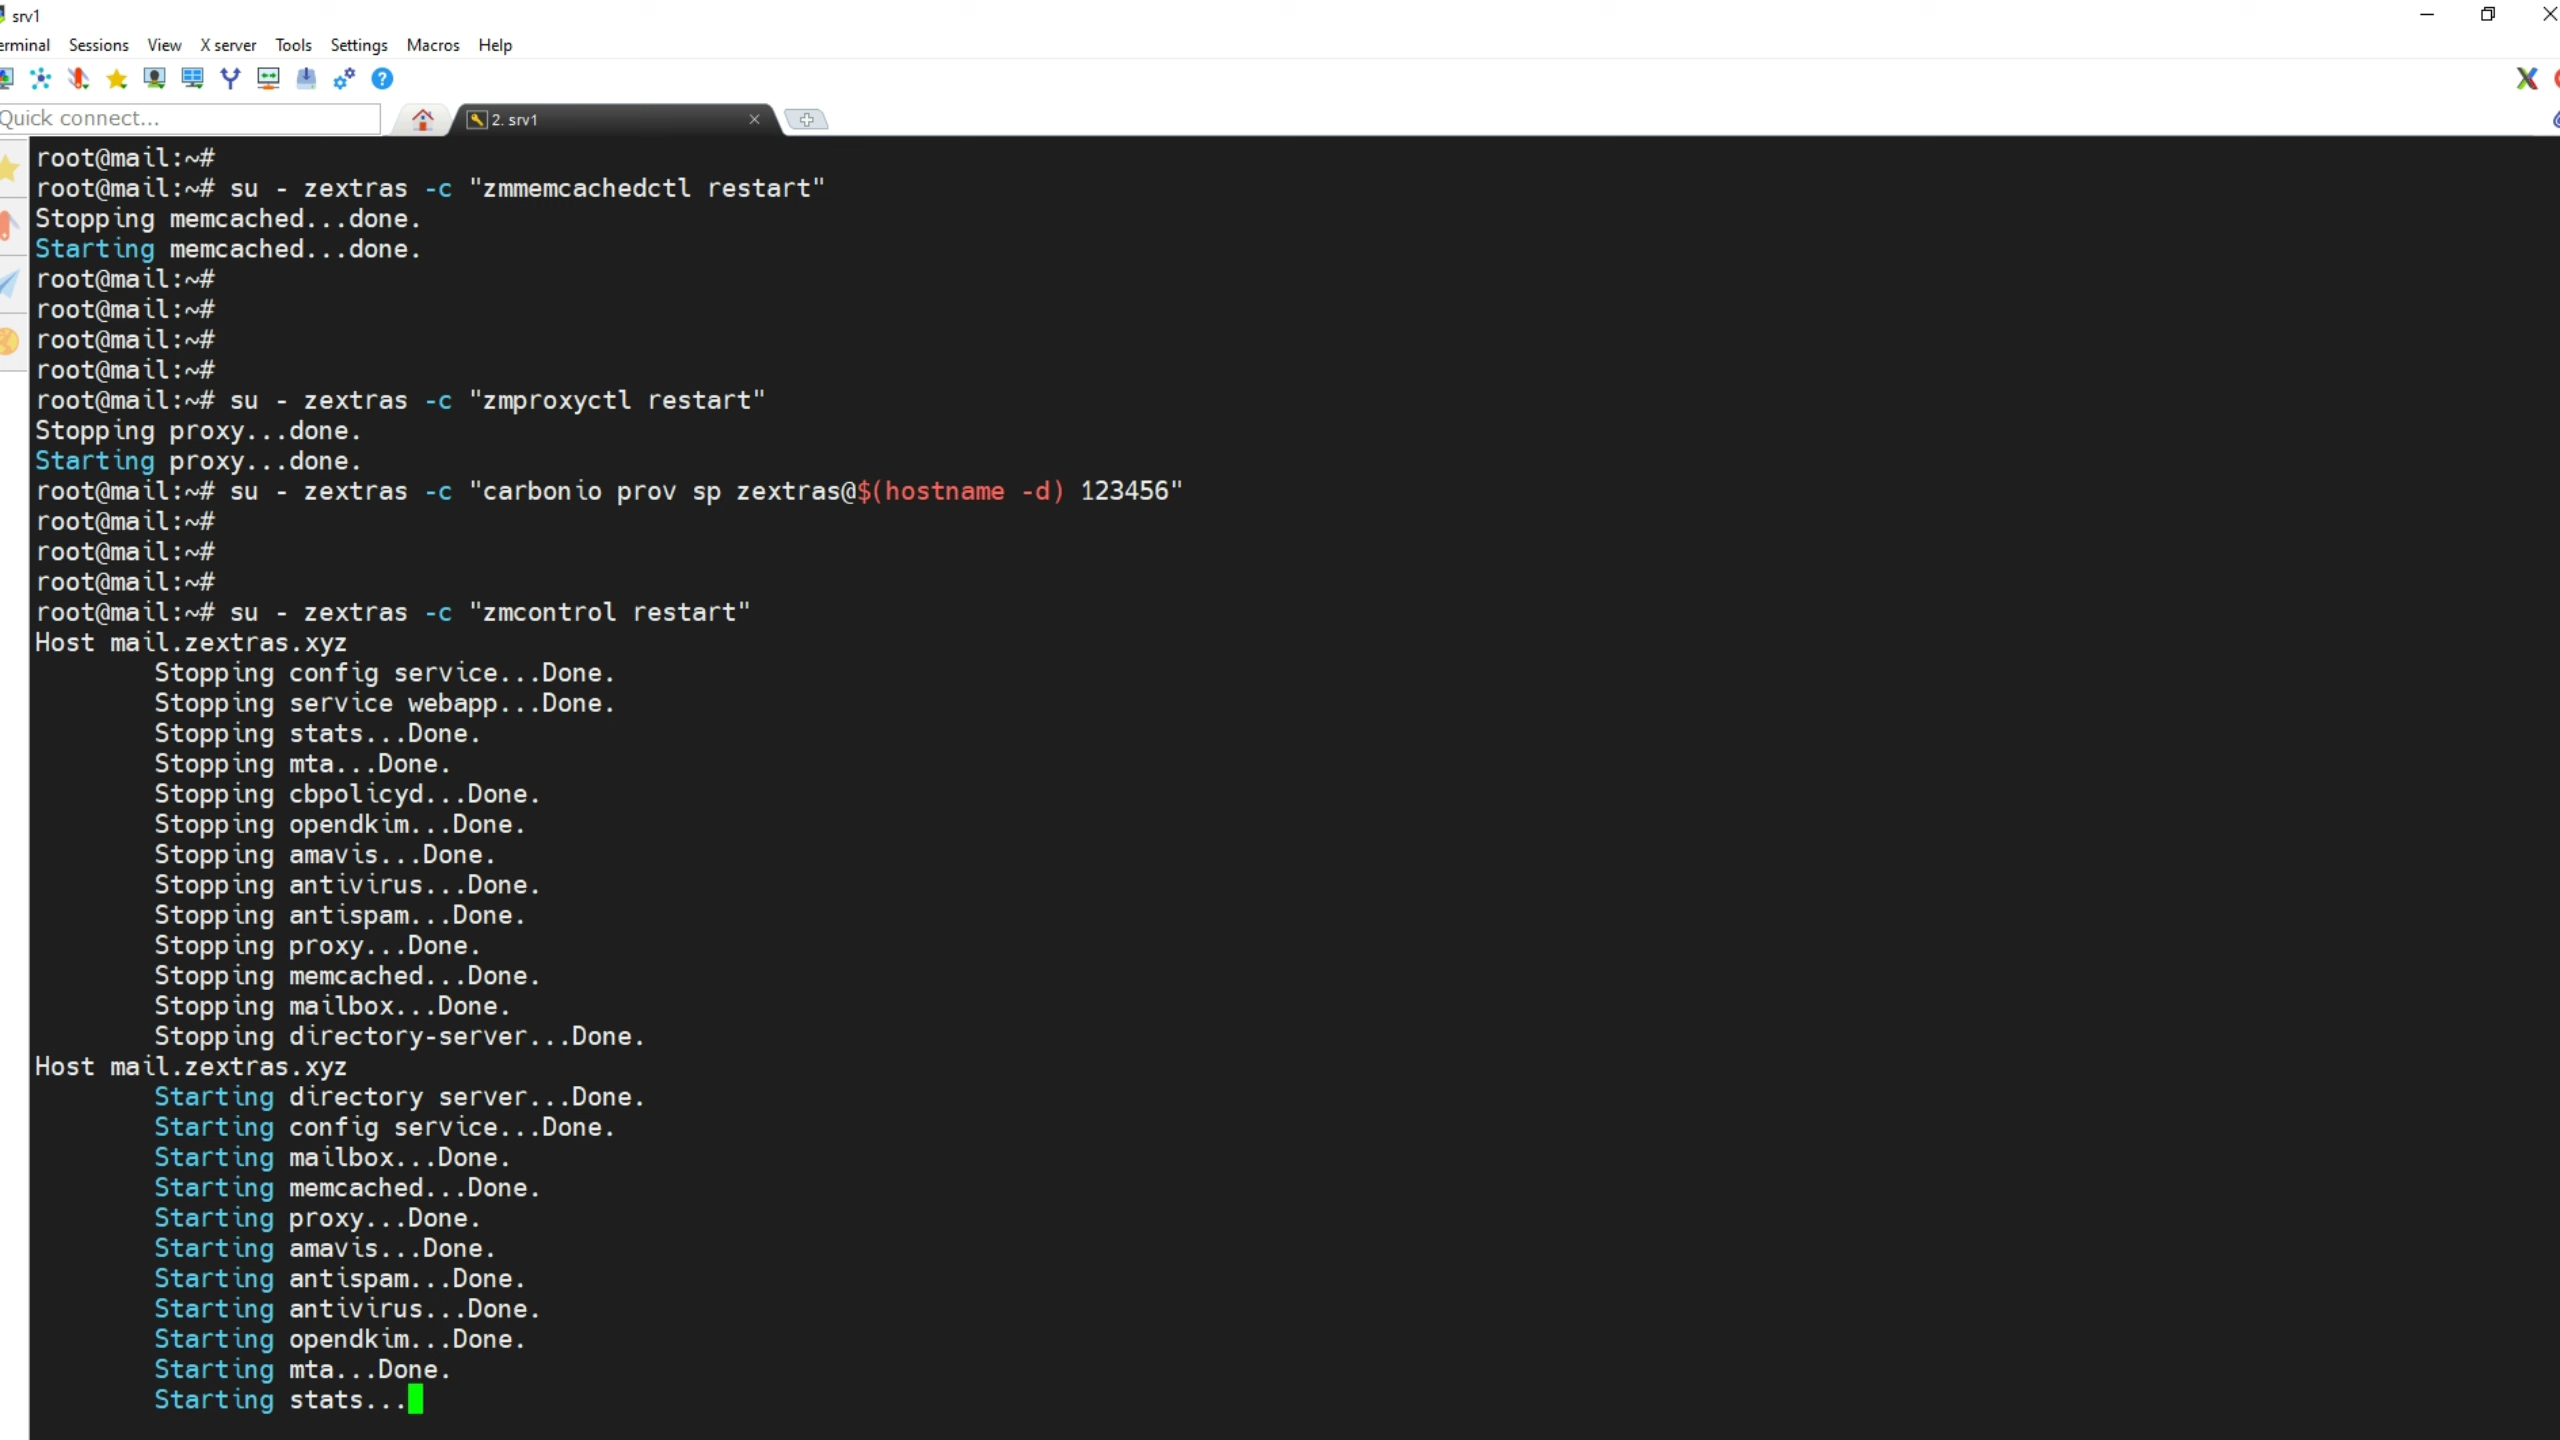 srv1
erminal Sessions View X server Tools Settings Macros Help
Quick connect...
2. srv1
root@mail:~#
root@mail:~# su - zextras -c "zmmemcachedctl restart"
Stopping memcached...done.
Starting memcached...done.
root@mail:~#
root@mail:~#
root@mail:~#
root@mail:~#
root@mail:~# su - zextras -c "zmproxyctl restart"
Stopping proxy...done.
Starting proxy...done.
root@mail:~# su - zextras -c "carbonio prov sp zextras@$(hostname -d) 123456"
root@mail:~#
root@mail:~#
root@mail:~#
root@mail:~# su - zextras -c "zmcontrol restart"
Host mail.zextras.xyz
Stopping config service...Done.
Stopping service webapp...Done.
Stopping stats...Done.
Stopping mta...Done.
Stopping cbpolicyd...Done.
Stopping opendkim...Done.
Stopping amavis...Done.
Stopping antivirus...Done.
Stopping antispam...Done.
Stopping proxy...Done.
Stopping memcached...Done.
Stopping mailbox...Done.
Stopping directory-server...Done.
Host mail.zextras.xyz
Starting directory server...Done.
Starting config service...Done.
Starting mailbox...Done.
Starting memcached...Done.
Starting proxy...Done.
Starting amavis...Done.
Starting antispam...Done.
Starting antivirus...Done.
Starting opendkim...Done.
Starting mta...Done.
Starting stats...